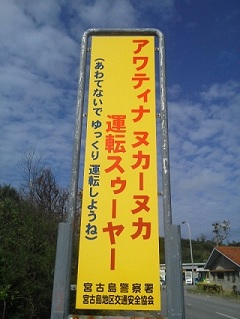 アワティナ ヌカーヌカ
運転スゥーヤー
(あわてないで ゆっくり 運転しようね)
宮古島警察署
宮古島地区交通安全協会